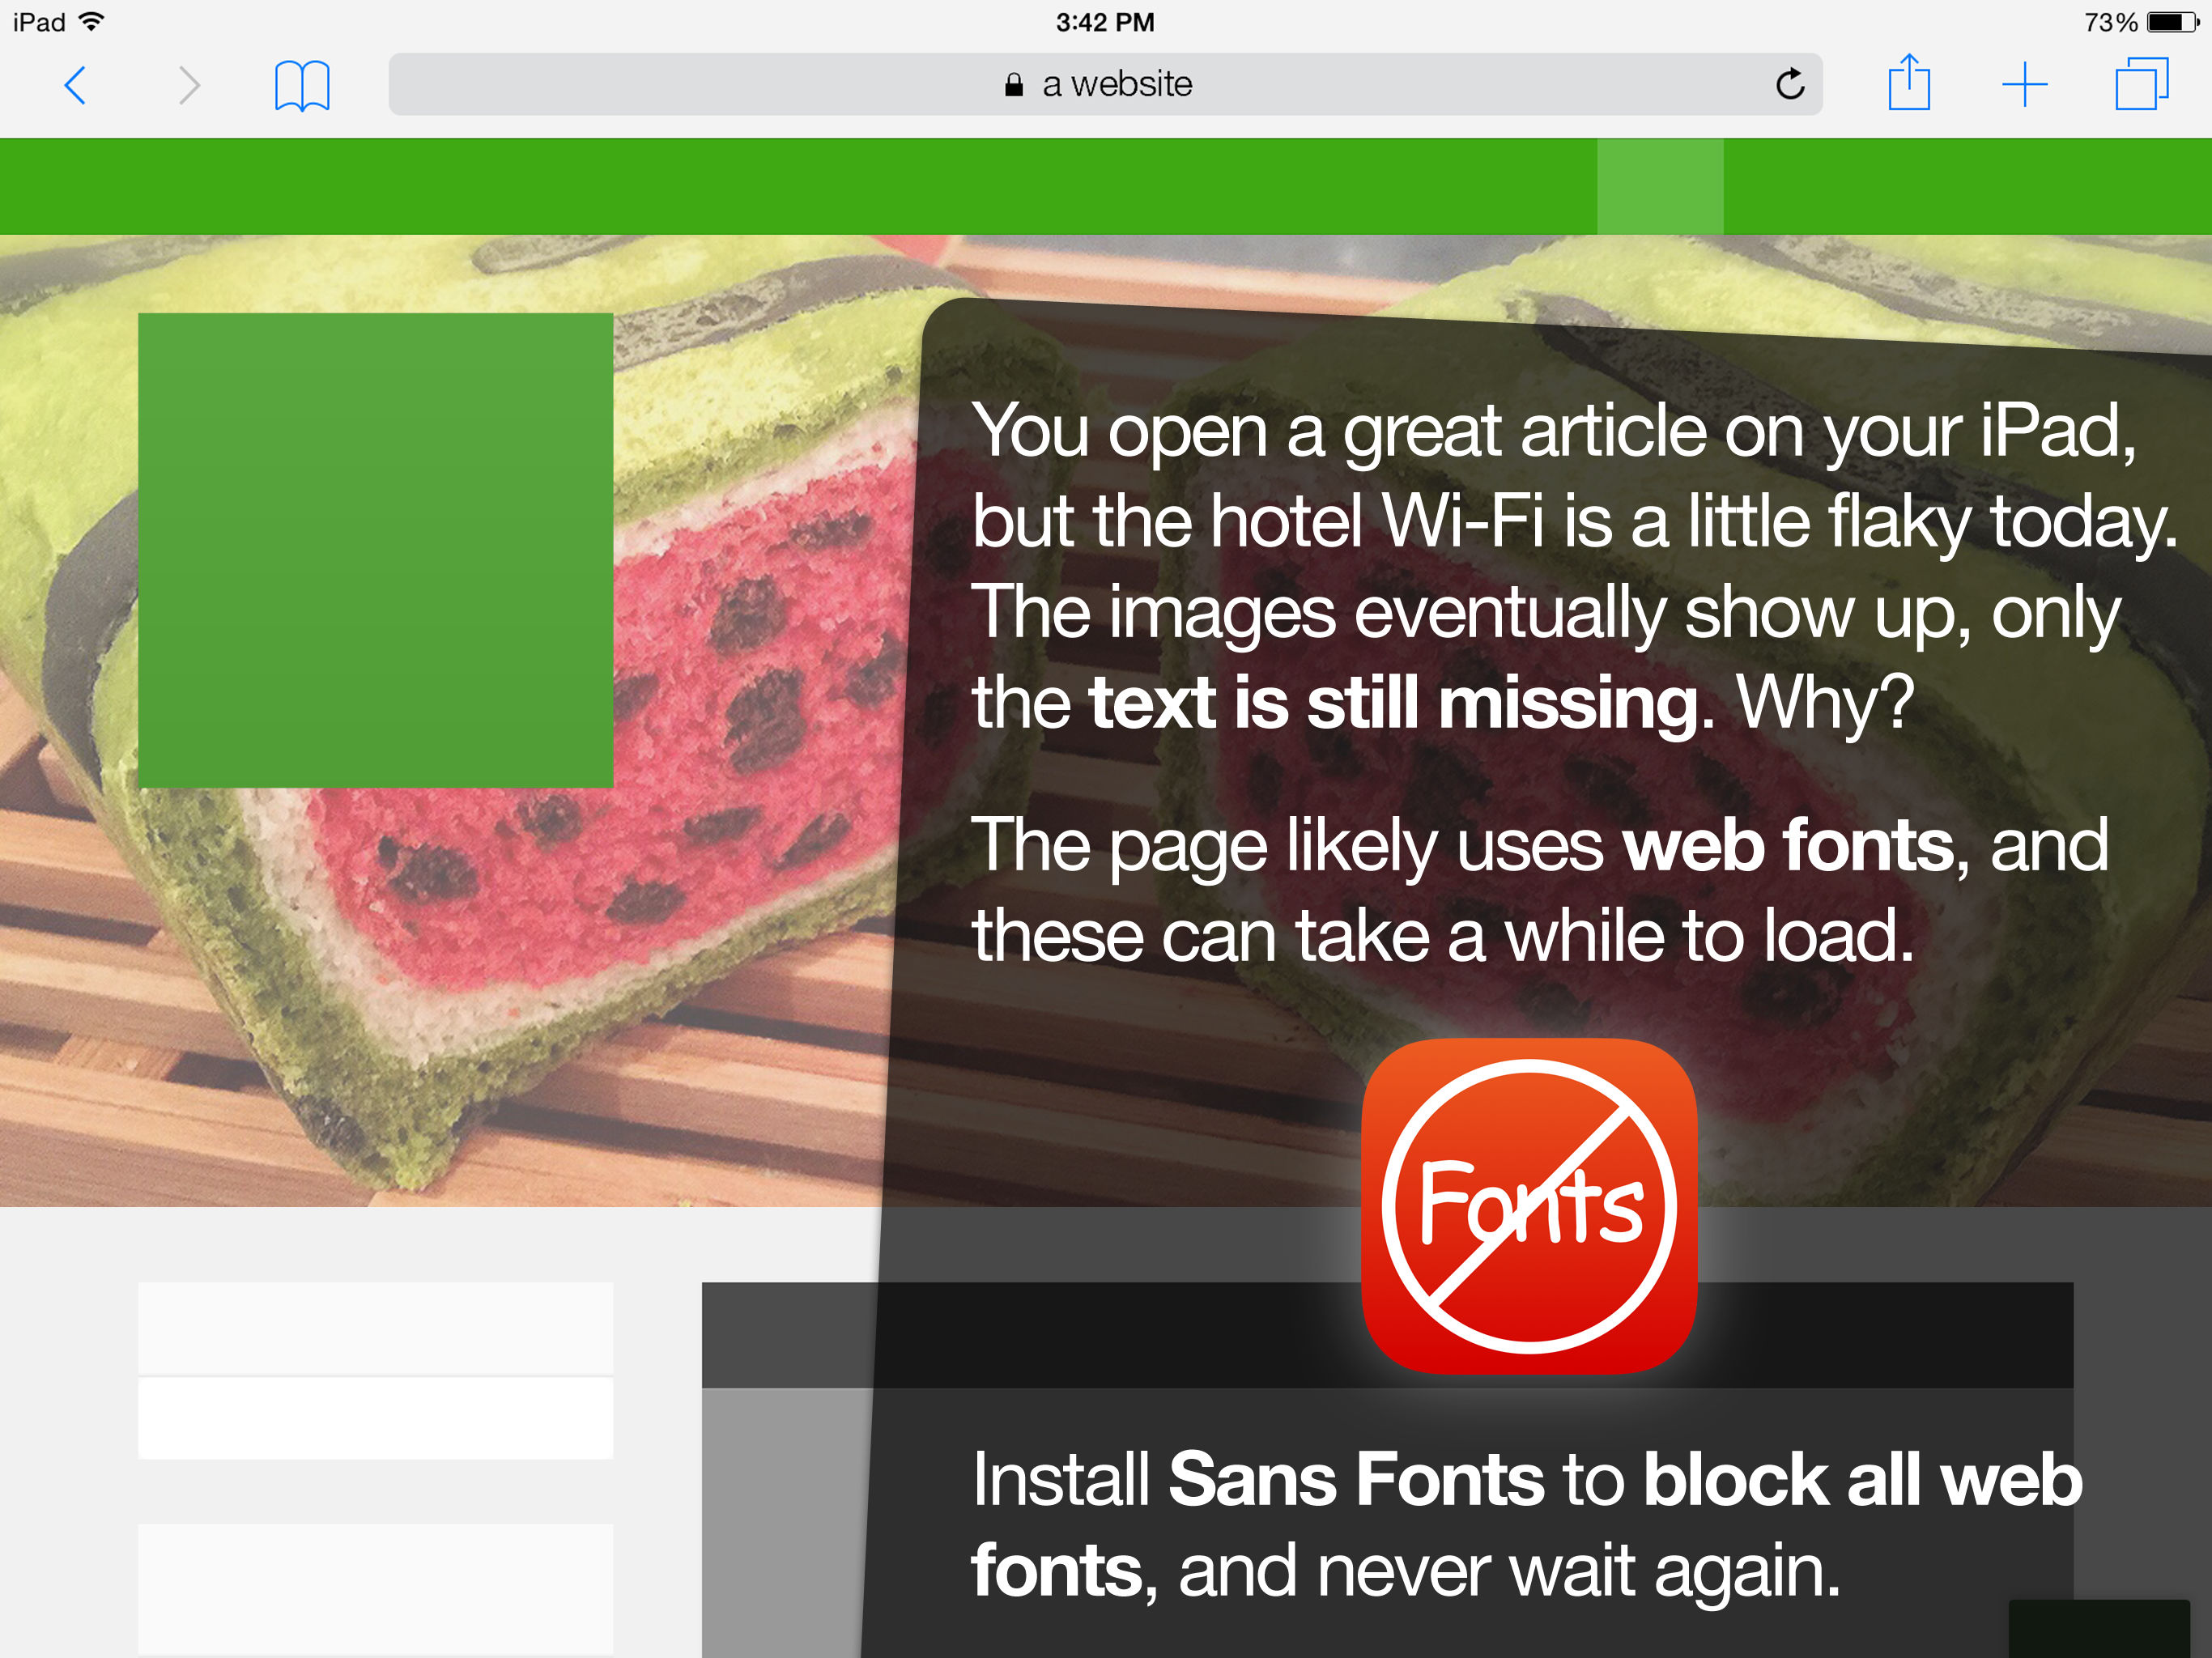 iPad
3:42 PM
73%
a website
You open a great article on your iPad,
but the hotel Wi-Fi is a little flaky today.
The images eventually show up, only
the text is still missing. Why?
The page likely uses web fonts, and
these can take a while to load.
Fonts
Install Sans Fonts to block all web
fonts, and never wait again.